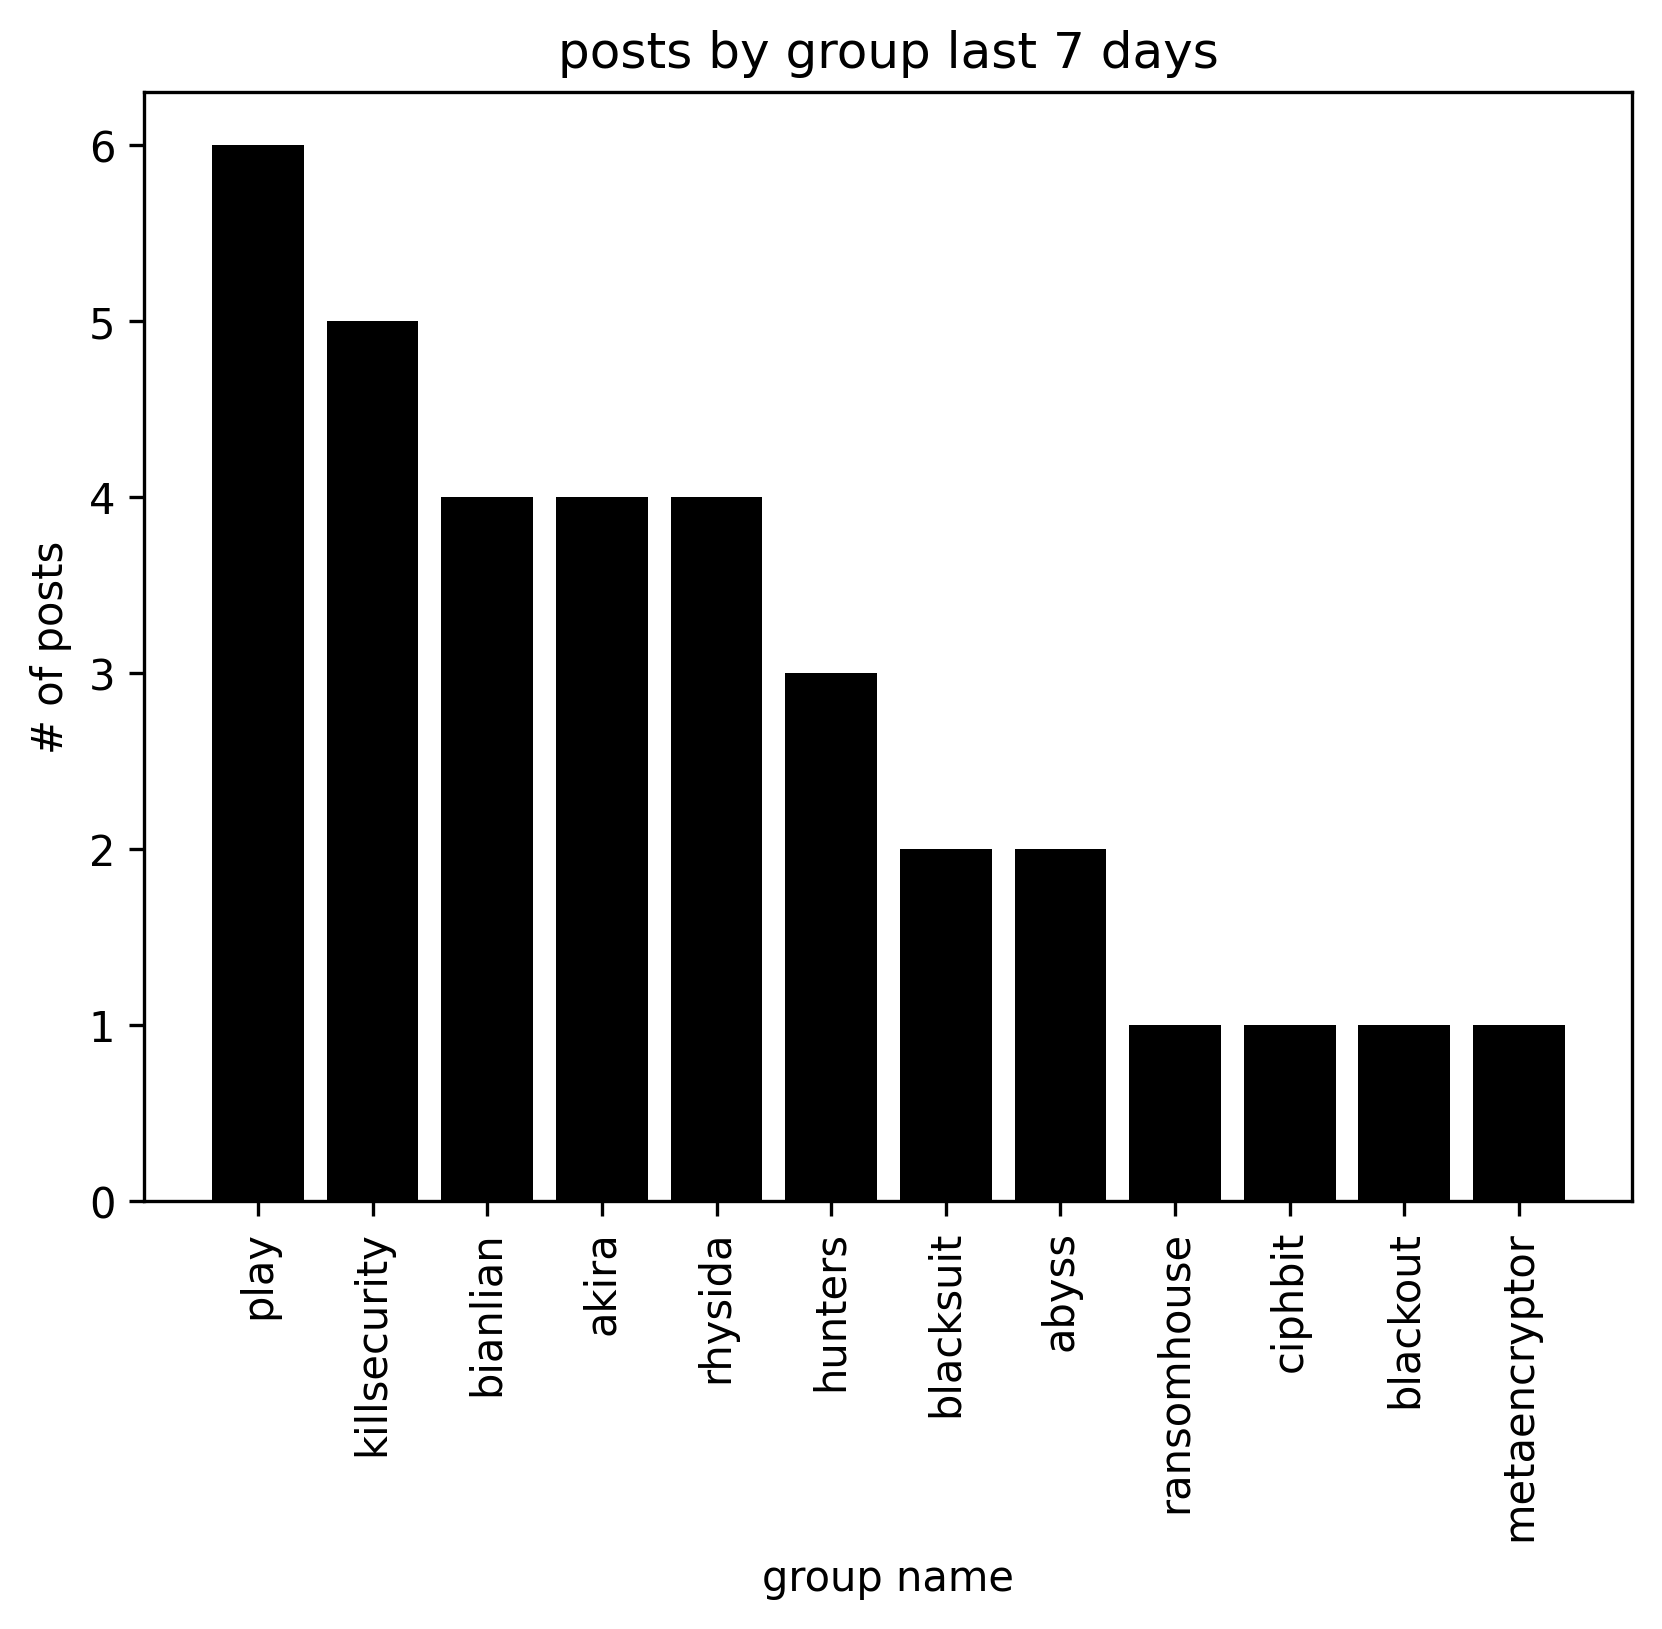 posts by group last 7 days
# of posts
6
5
4
3
2
1
0
play
killsecurity
bianlian
akira
rhysida
hunters
blacksuit
abyss
ransomhouse
ciphbit
blackout
metaencryptor
group name